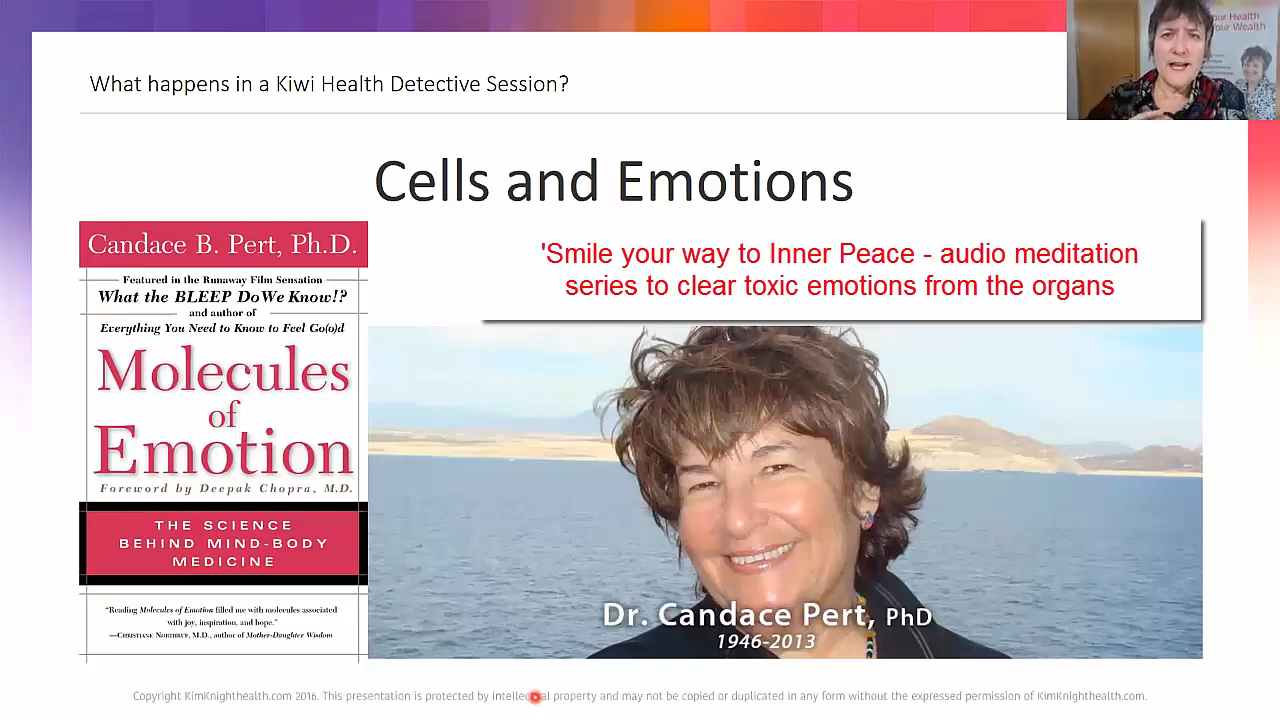 What happens in a Kiwi Health Detective Session?
our Health
our Wealth
Cells and Emotions
Candace B. Pert, Ph.D.
Featured in the Runaway Film Sensation
What the BLEEP Do We Know!?
and author of
Everything You Need to Know to Feel Go(o)d
Molecules
of
Emotion
Foreword by Deepak Chopra, M.D.
THE SCIENCE
BEHIND MIND-BODY
MEDICINE
"Reading Molecules of Emotion filled me with molecules associated
with joy, inspiration, and hope."
—CHRISTIANE NORTHRUP, M.D., author of Mother-Daughter Wisdom
'Smile your way to Inner Peace - audio meditation
series to clear toxic emotions from the organs
Dr. Candace Pert, PhD
1946-2013
Copyright KimKnighthealth.com 2016. This presentation is protected by intellectual property and may not be copied or duplicated in any form without the expressed permission of KimKnighthealth.com.